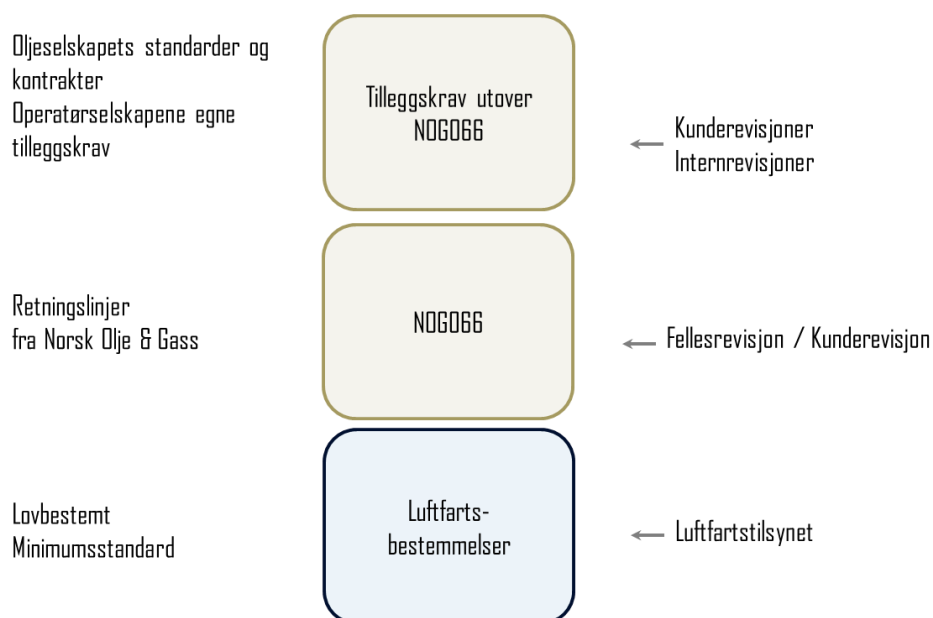 Oljeselskapets standarder og
kontrakter
Operatørselskapene egne
tilleggskrav
Tilleggskrav utover
NOG066
Kunderevisjoner
Internrevisjoner
Retningslinjer
fra Norsk Olje & Gass
NOG066
Fellesrevisjon / Kunderevisjon
Lovbestemt
Minimumsstandard
Luftfarts-
bestemmelser
Luftfartstilsynet